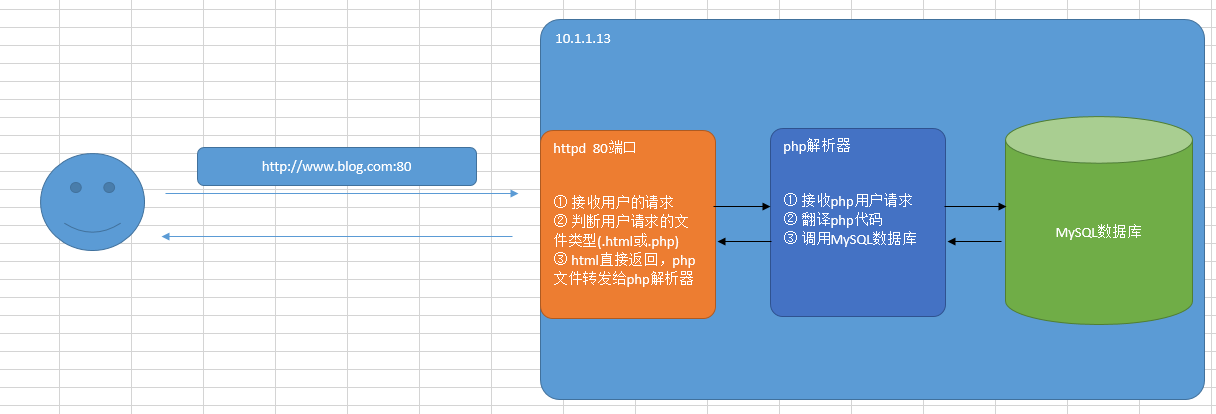 10.1.1.13
http://www.blog.com:80
httpd 80端口
① 接收用户的请求
② 判断用户请求的文
件类型(.html或.php)
③ html直接返回，php
文件转发给php解析器
php解析器
① 接收php用户请求
② 翻译php代码
③ 调用MySQL数据库
MySQL数据库